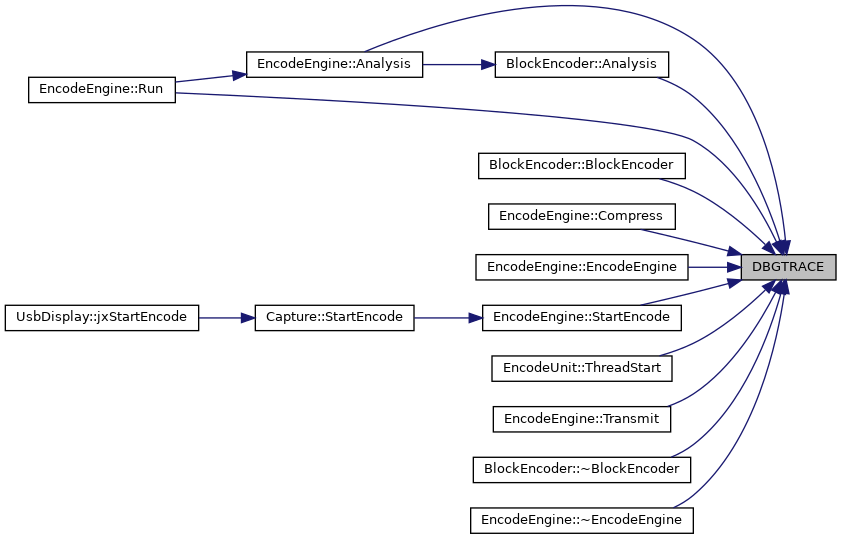 EncodeEngine::Analysis
BlockEncoder::Analysis
EncodeEngine::Run
BlockEncoder::BlockEncoder
EncodeEngine::Compress
EncodeEngine::EncodeEngine
DBGTRACE
UsbDisplay::jxStartEncode
Capture::StartEncode
EncodeEngine::StartEncode
EncodeUnit::ThreadStart
EncodeEngine::Transmit
BlockEncoder::~BlockEncoder
EncodeEngine::~EncodeEngine